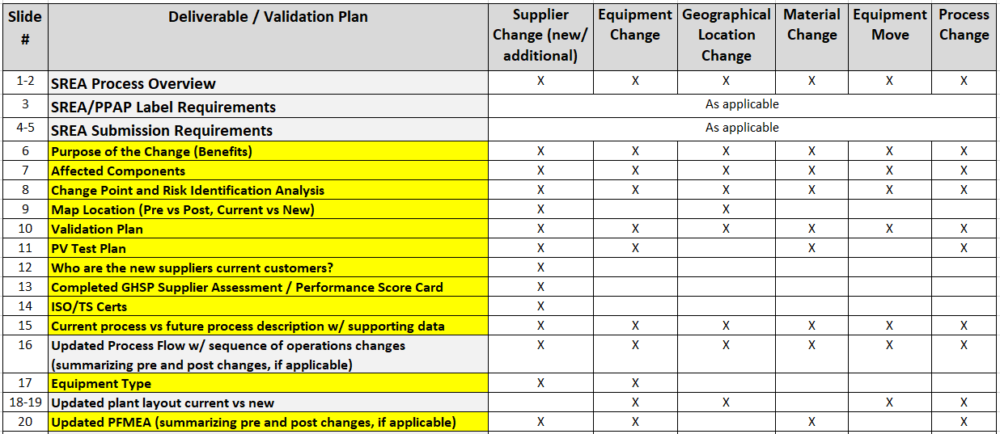 Slide # Deliverable / Validation Plan Supplier Change (new/ additional) Equipment Change Geographical Location Change Material Change Equipment Move Process Change
1-2 SREA Process Overview X X X X X X
3 SREA/PPAP Label Requirements As applicable
4-5 SREA Submission Requirements As applicable
6 Purpose of the Change (Benefits) X X X X X X
7 Affected Components X X X X X X
8 Change Point and Risk Identification Analysis X X X X X X
9 Map Location (Pre vs Post, Current vs New) X X
10 Validation Plan X X X X X X
11 PV Test Plan X X X X
12 Who are the new suppliers current customers? X
13 Completed GHSP Supplier Assessment / Performance Score Card X
14 ISO/TS Certs X
15 Current process vs future process description w/ supporting data X X X X X X
16 Updated Process Flow w/ sequence of operations changes X X X X X X
(summarizing pre and post changes, if applicable)
17 Equipment Type X X
18-19 Updated plant layout current vs new X X X X
20 Updated PFMEA (summarizing pre and post changes, if applicable) X X X X